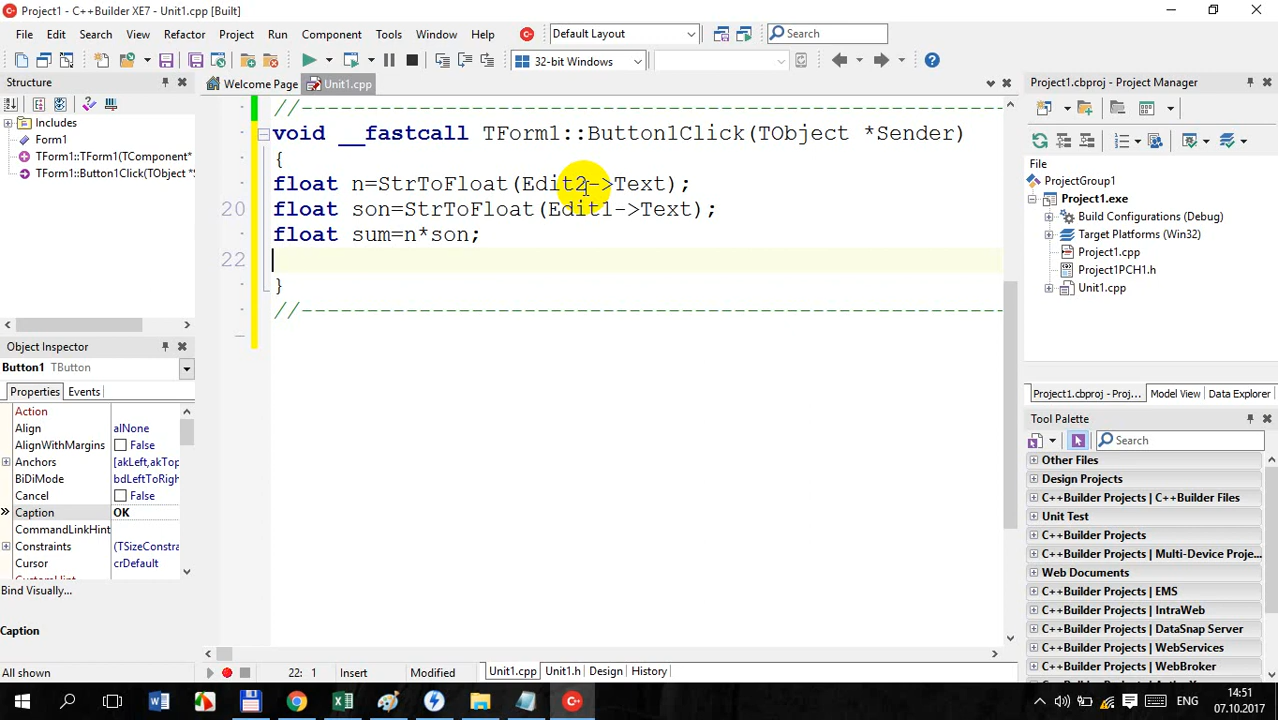 Project1 - C++Builder XE7 - Unit1.cpp [Built]
File Edit Search View Refactor Project Run Component Tools Window Help
Default Layout
Search
32-bit Windows
Structure
Includes
Form1
TForm1::TForm1(TComponent*
TForm1::Button1Click(TObject *S
Welcome Page
Unit1.cpp
//------------------------------------------------------
void __fastcall TForm1::Button1Click(TObject *Sender)
{
float n=StrToFloat(Edit2->Text);
20 float son=StrToFloat(Edit1->Text);
float sum=n*son;
22
}
//------------------------------------------------------
Object Inspector
Button1 TButton
Properties Events
Action
Align alNone
AlignWithMargins False
Anchors [akLeft,akTop
BiDiMode bdLeftToRigh
Cancel False
Caption OK
CommandLinkHint
Constraints (TSizeConstra
Cursor crDefault
CustomHint
Bind Visually...
Caption
All shown
22: 1 Insert Modified
Unit1.cpp Unit1.h Design History
Project1.cbproj - Project Manager
File
ProjectGroup1
Project1.exe
Build Configurations (Debug)
Target Platforms (Win32)
Project1.cpp
Project1PCH1.h
Unit1.cpp
Project1.cbproj - Proj... Model View Data Explorer
Tool Palette
Search
Other Files
Design Projects
C++Builder Projects | C++Builder Files
Unit Test
C++Builder Projects
C++Builder Projects | Multi-Device Proje...
Web Documents
C++Builder Projects | EMS
C++Builder Projects | IntraWeb
C++Builder Projects | DataSnap Server
C++Builder Projects | WebServices
C++Builder Projects | WebBroker
ENG
14:51
07.10.2017